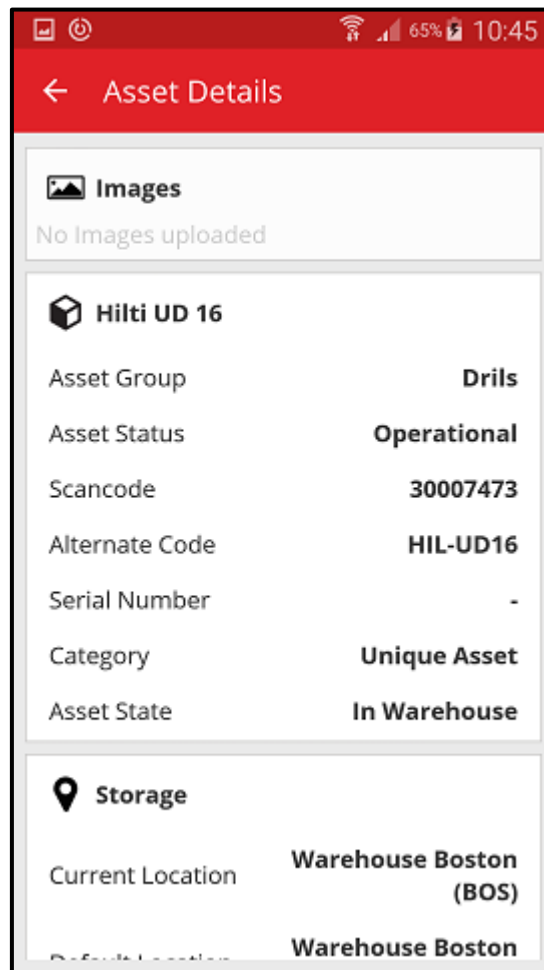 65% 10:45
Asset Details
Images
No Images uploaded
Hilti UD 16
Asset Group Drils
Asset Status Operational
Scancode 30007473
Alternate Code HIL-UD16
Serial Number -
Category Unique Asset
Asset State In Warehouse
Storage
Current Location Warehouse Boston
(BOS)
Default Location Warehouse Boston